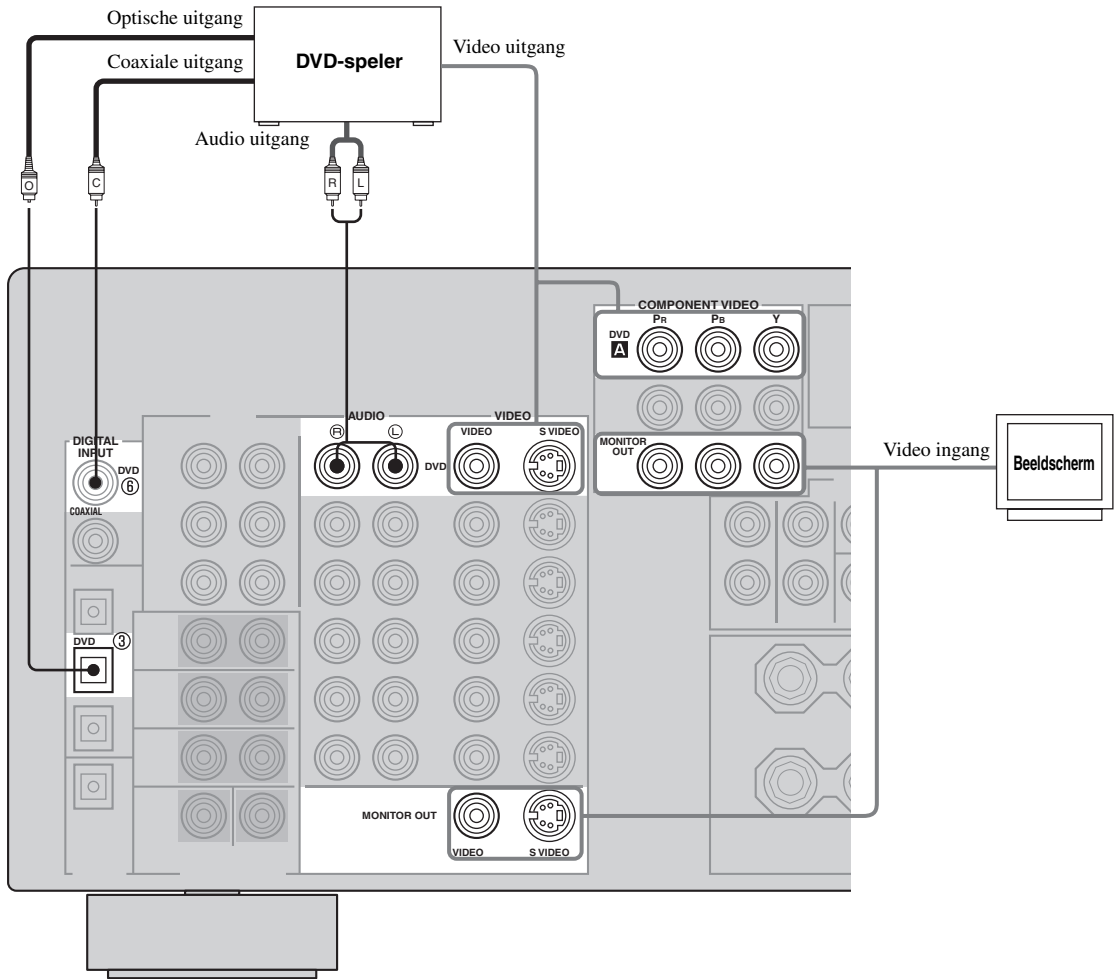 Optische uitgang
Coaxiale uitgang
DVD-speler
Video uitgang
Audio uitgang
O
C
R
L
COMPONENT VIDEO
PR
PB
Y
DVD
A
AUDIO
VIDEO
R
L
VIDEO
S VIDEO
DVD
DIGITAL
INPUT
DVD
⑥
COAXIAL
MONITOR
OUT
Video ingang
Beeldscherm
DVD
③
MONITOR OUT
VIDEO
S VIDEO